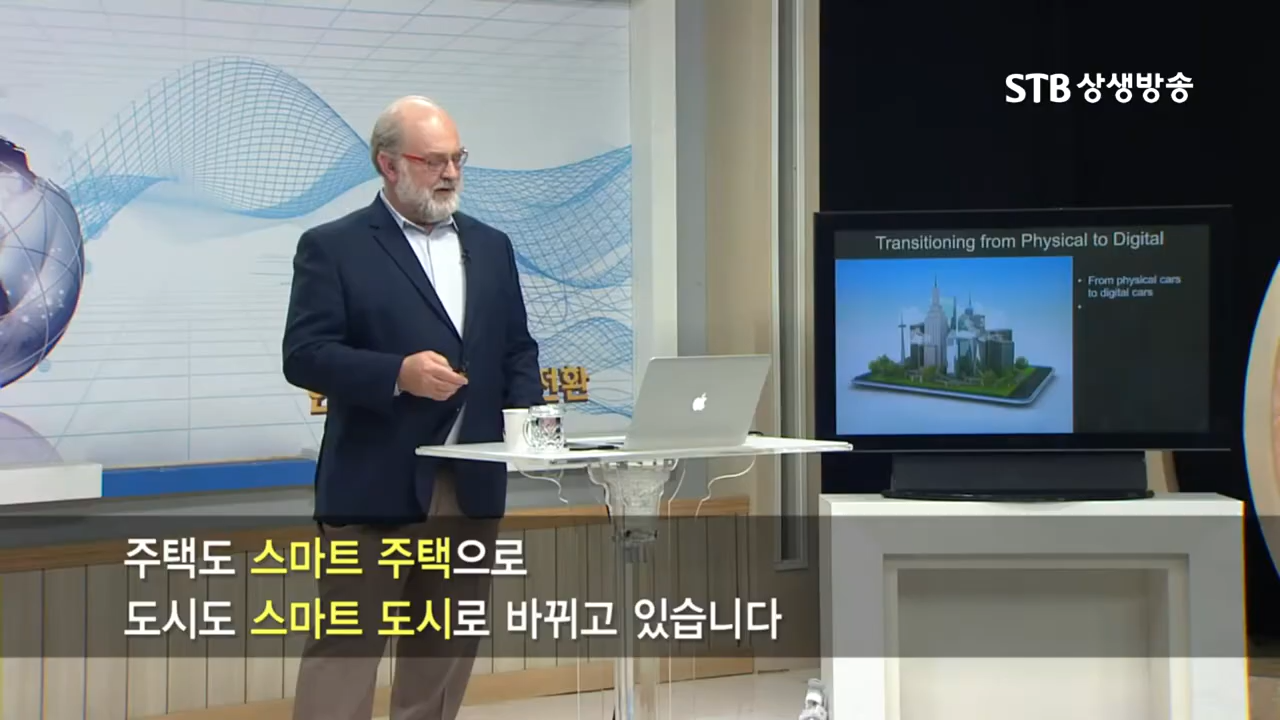 STB 상생방송
Transitioning from Physical to Digital
• From physical cars
to digital cars
•
전환
주택도 스마트 주택으로
도시도 스마트 도시로 바뀌고 있습니다